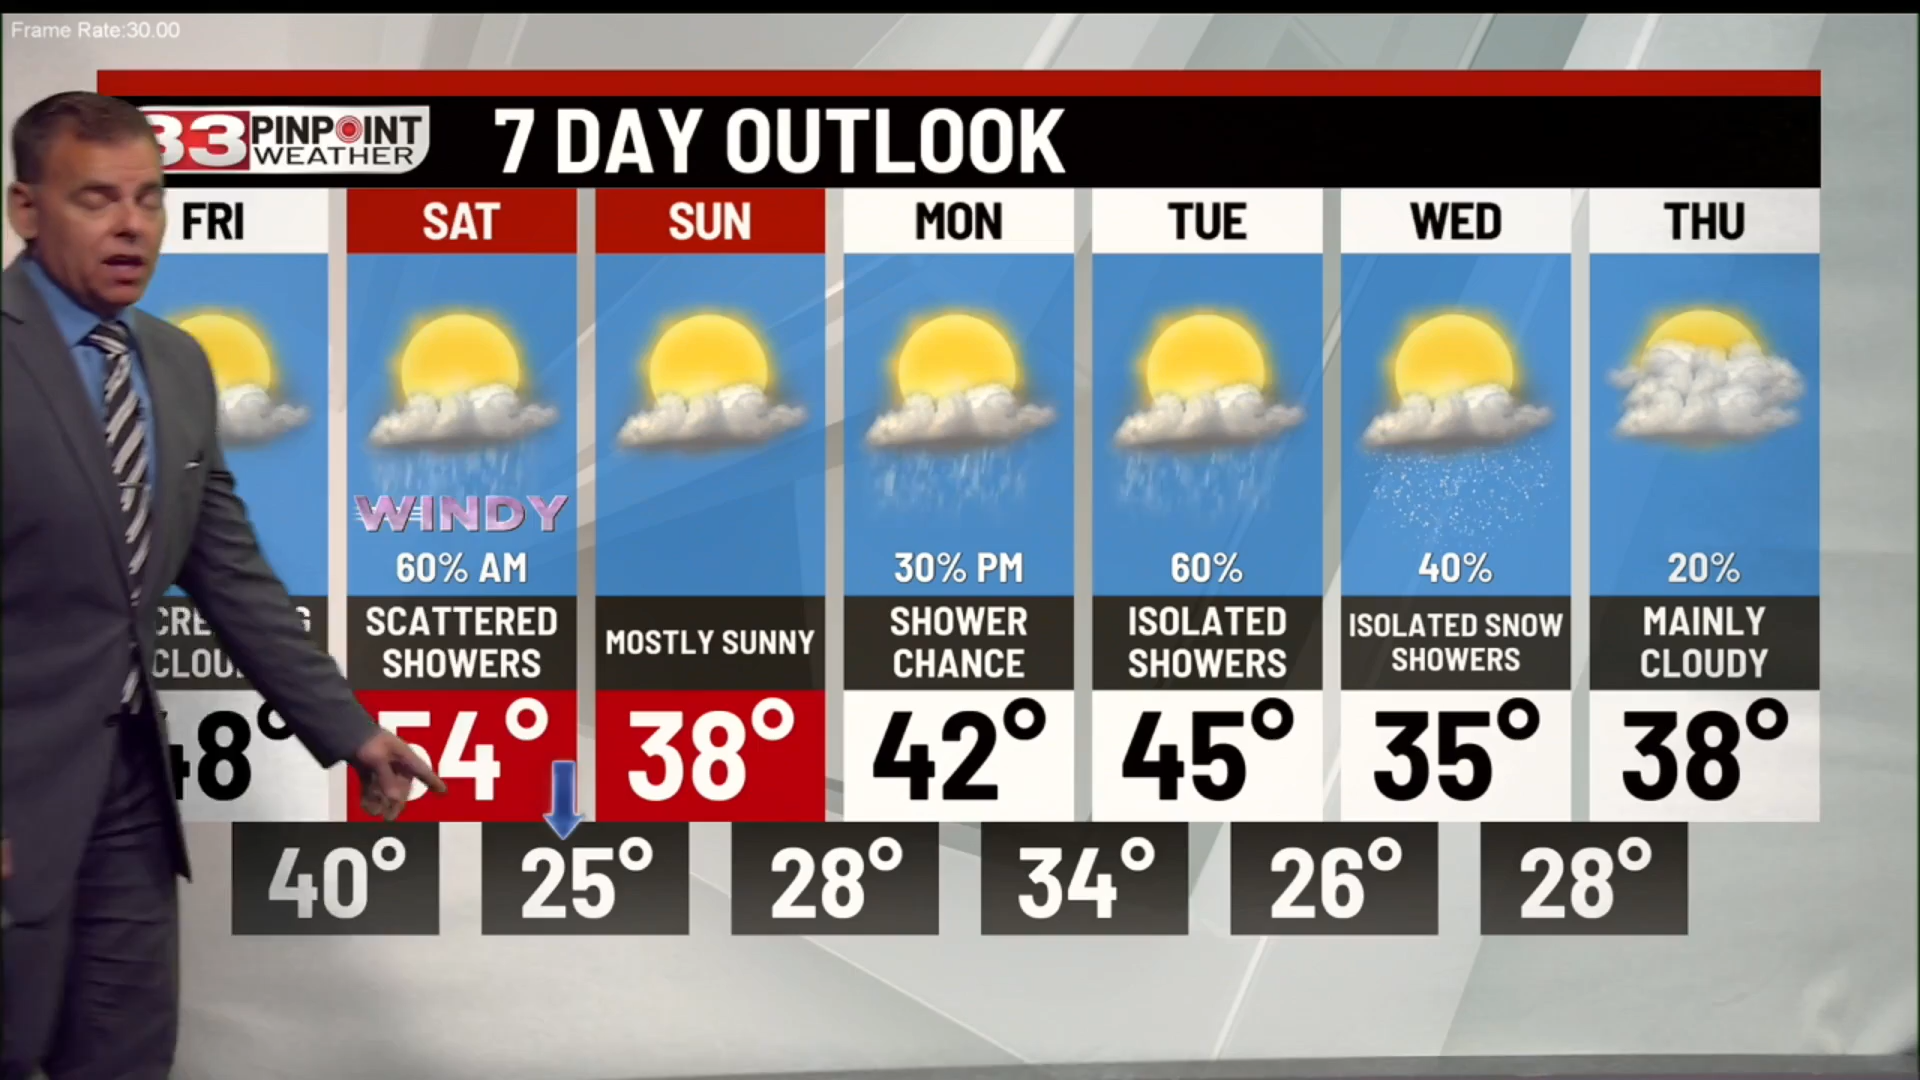 Frame Rate:30.00
33 PINPOINT
WEATHER
7 DAY OUTLOOK
FRI
SAT
SUN
MON
TUE
WED
THU
WINDY
60% AM
30% PM
60%
40%
20%
SCATTERED
SHOWERS
MOSTLY SUNNY
SHOWER
CHANCE
ISOLATED
SHOWERS
ISOLATED SNOW
SHOWERS
MAINLY
CLOUDY
48°
54°
38°
42°
45°
35°
38°
40°
25°
28°
34°
26°
28°